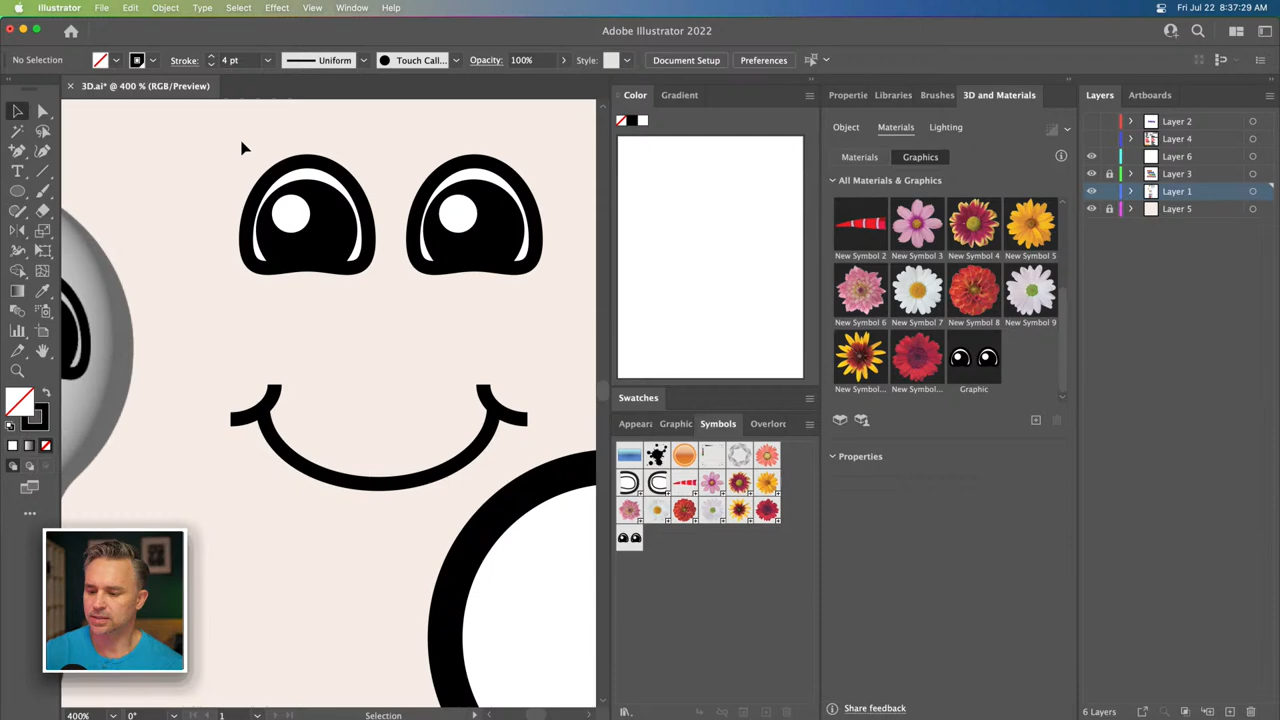 Illustrator File Edit Object Type Select Effect View Window Help Fri Jul 22 8:37:29 AM
Adobe Illustrator 2022
No Selection Stroke: 4 pt Uniform Touch Call... Opacity: 100% Style: Document Setup Preferences
× 3D.ai* @ 400 % (RGB/Preview)
Color Gradient
Propertie Libraries Brushes 3D and Materials
Layers Artboards
Object Materials Lighting
Materials Graphics
All Materials & Graphics
New Symbol 2 New Symbol 3 New Symbol 4 New Symbol 5
New Symbol 6 New Symbol 7 New Symbol 8 New Symbol 9
New Symbol... New Symbol... Graphic
Properties
Share feedback
Layer 2
Layer 4
Layer 6
Layer 3
Layer 1
Layer 5
Swatches
Appear Graphic Symbols Overlor
400% 0° 1 Selection
6 Layers